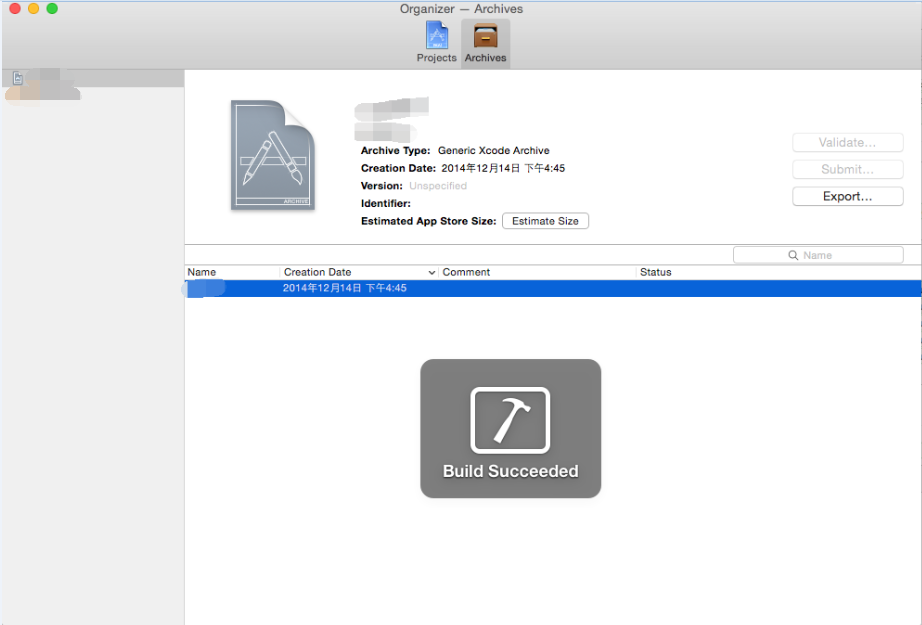 Organizer — Archives
Projects
Archives
Archive Type: Generic Xcode Archive
Creation Date: 2014年12月14日 下午4:45
Version: Unspecified
Identifier:
Estimated App Store Size: Estimate Size
ARCHIVE
Validate...
Submit...
Export...
Name
Name Creation Date Comment Status
2014年12月14日 下午4:45
Build Succeeded